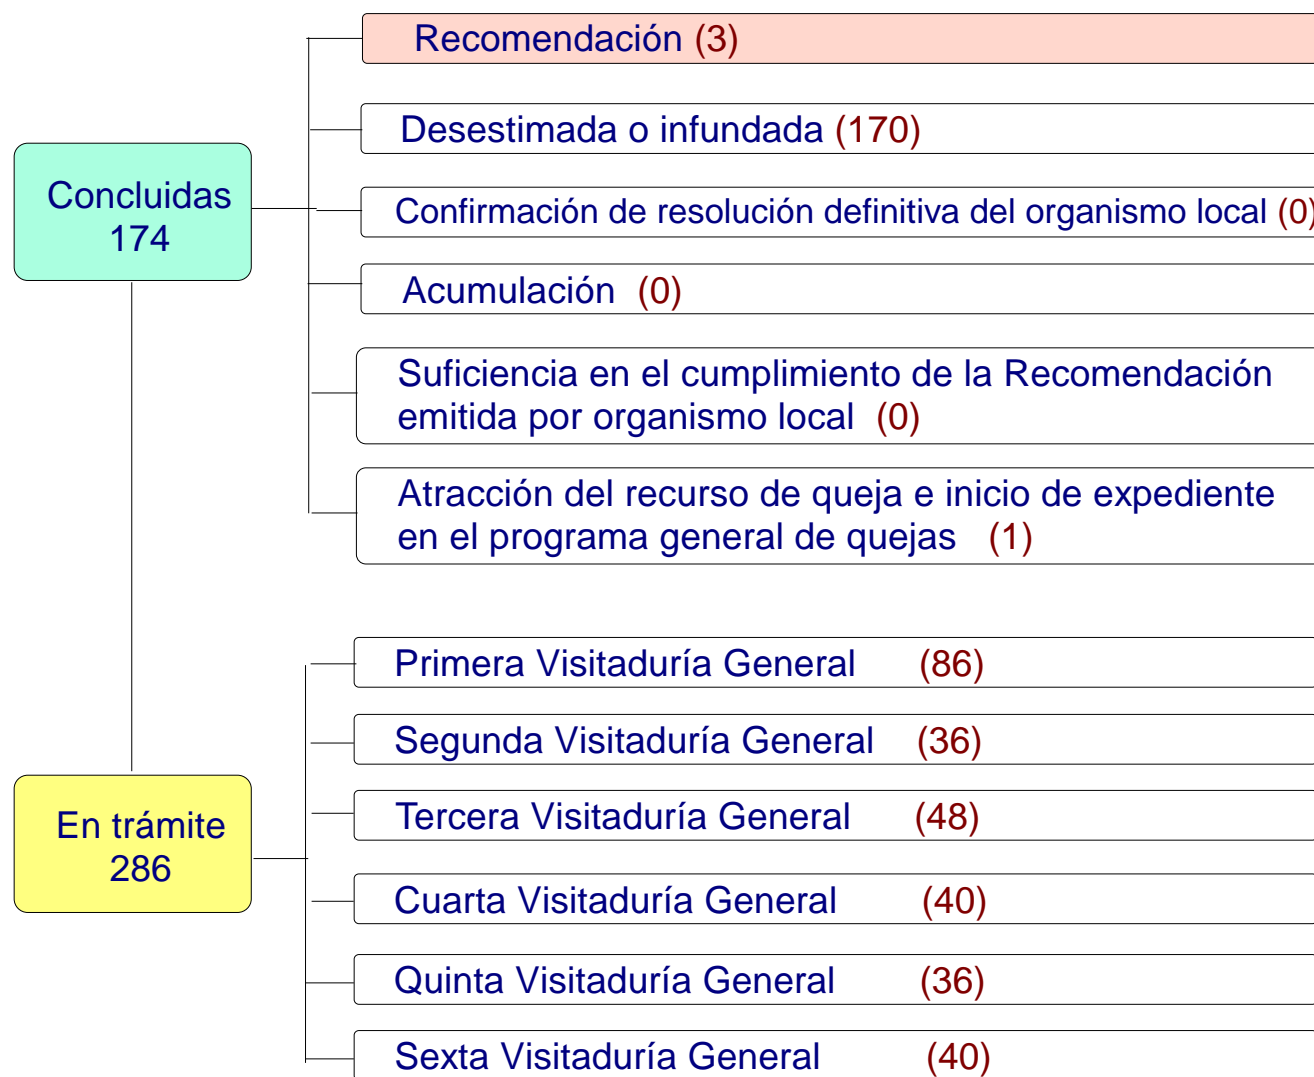 Recomendación (3)
Desestimada o infundada (170)
Concluidas
174
Confirmación de resolución definitiva del organismo local (0)
Acumulación (0)
Suficiencia en el cumplimiento de la Recomendación
emitida por organismo local (0)
Atracción del recurso de queja e inicio de expediente
en el programa general de quejas (1)
Primera Visitaduría General (86)
Segunda Visitaduría General (36)
En trámite
286
Tercera Visitaduría General (48)
Cuarta Visitaduría General (40)
Quinta Visitaduría General (36)
Sexta Visitaduría General (40)